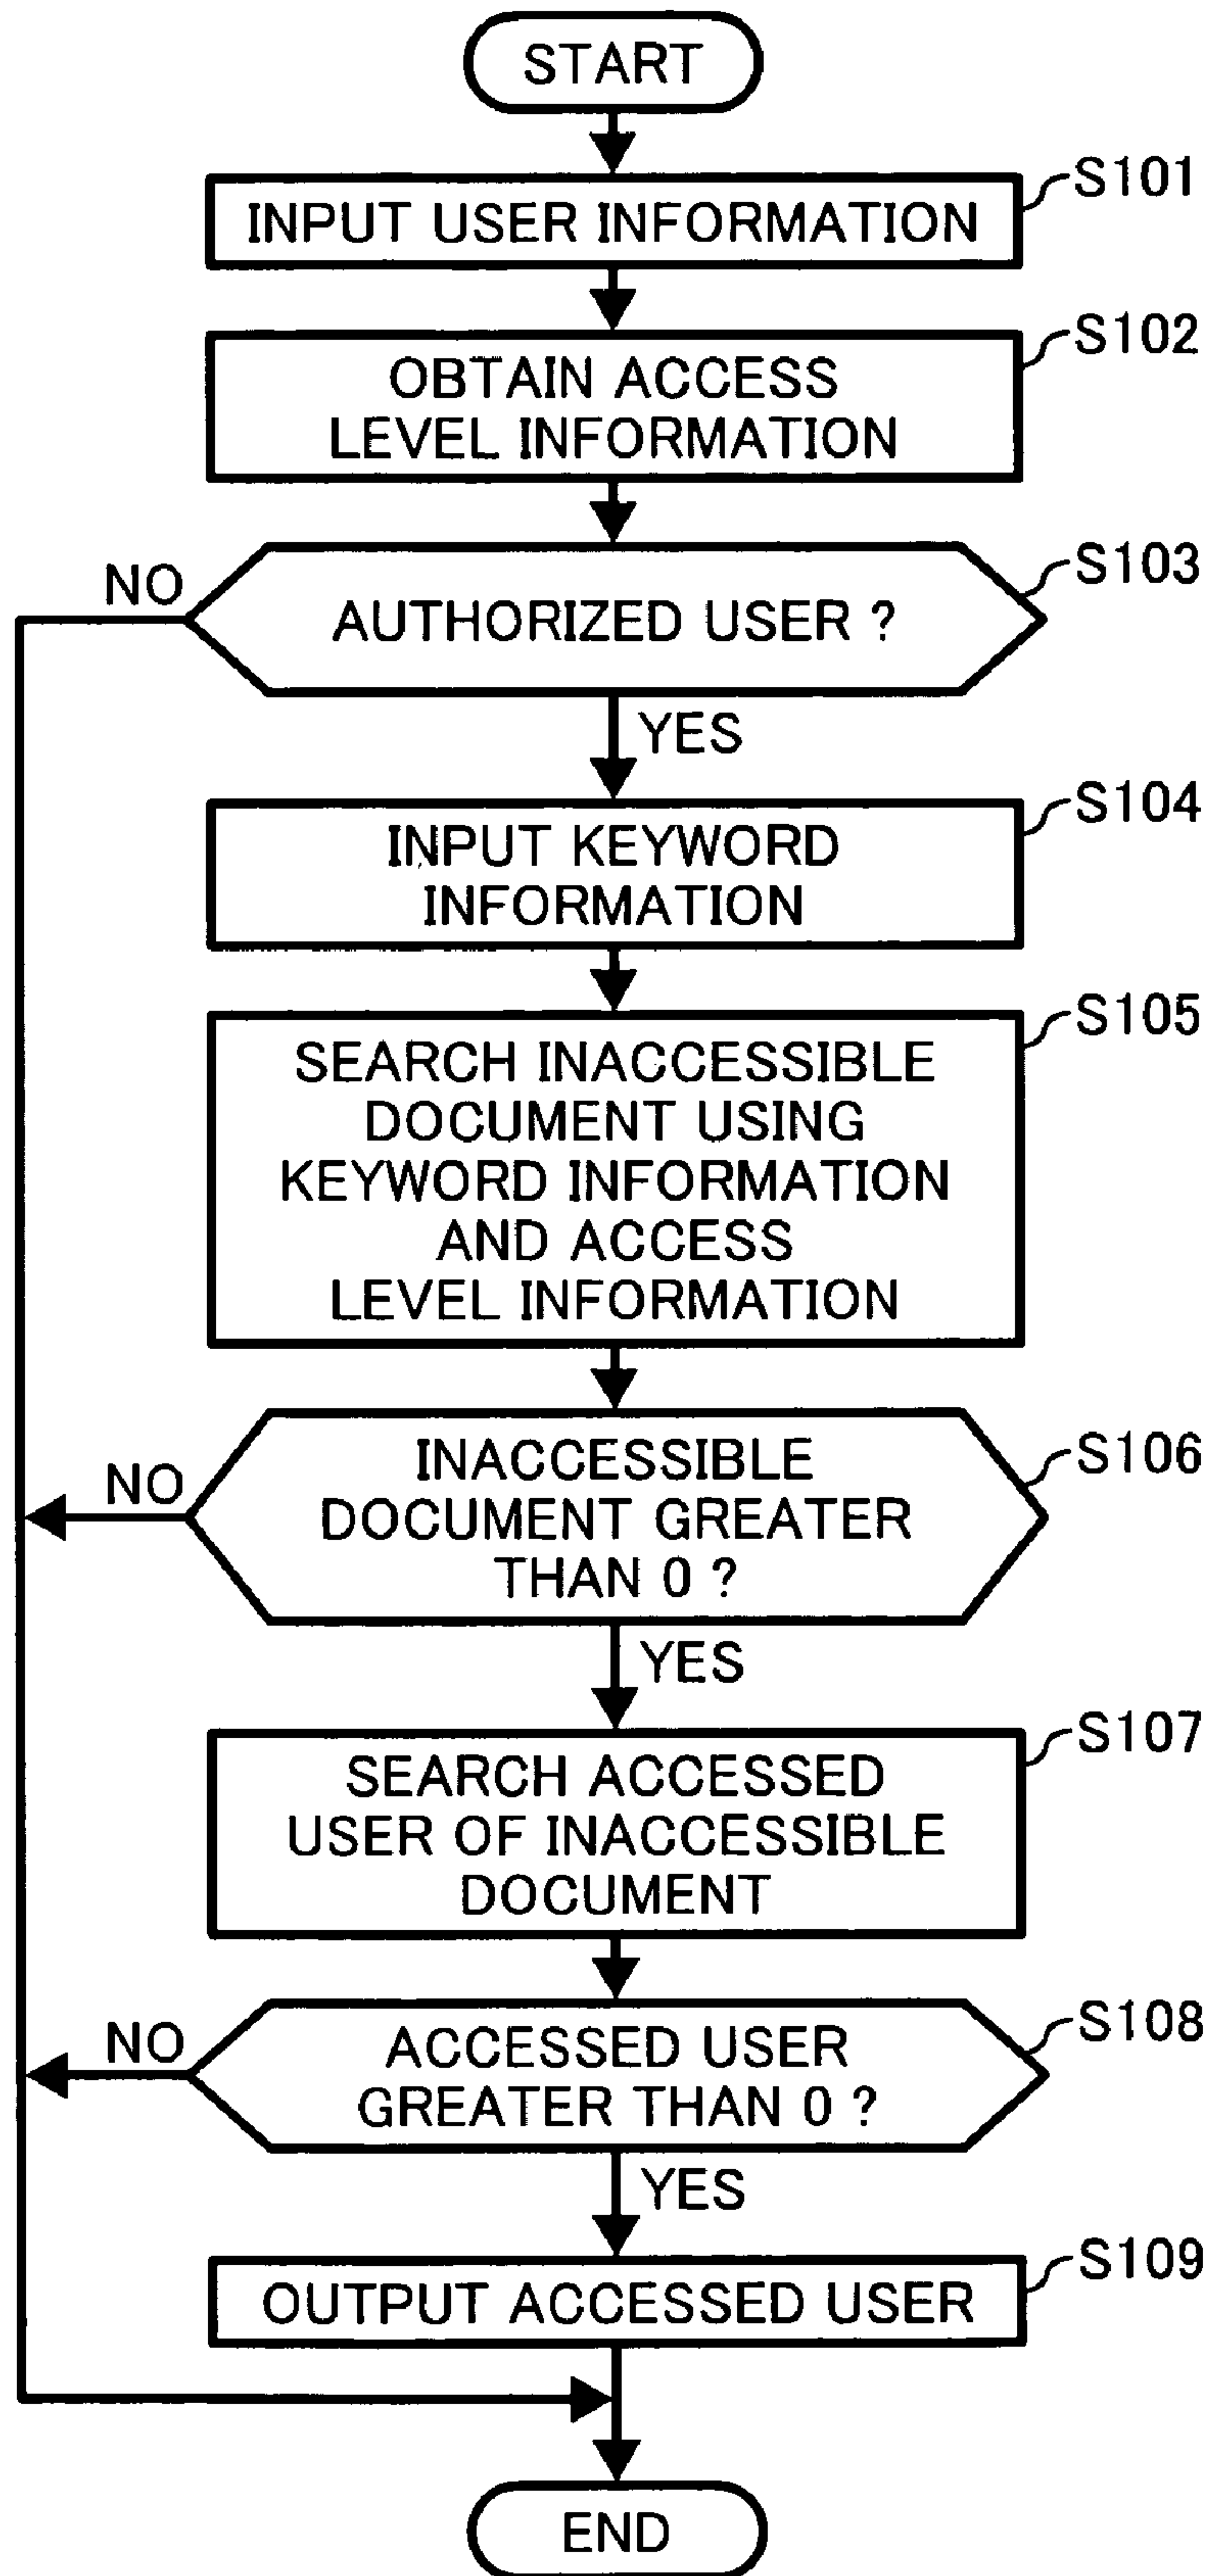 START
S101
INPUT USER INFORMATION
S102
OBTAIN ACCESS
LEVEL INFORMATION
S103
NO
AUTHORIZED USER ?
YES
S104
INPUT KEYWORD
INFORMATION
S105
SEARCH INACCESSIBLE
DOCUMENT USING
KEYWORD INFORMATION
AND ACCESS
LEVEL INFORMATION
S106
NO
INACCESSIBLE
DOCUMENT GREATER
THAN 0 ?
YES
S107
SEARCH ACCESSED
USER OF INACCESSIBLE
DOCUMENT
S108
NO
ACCESSED USER
GREATER THAN 0 ?
YES
S109
OUTPUT ACCESSED USER
END